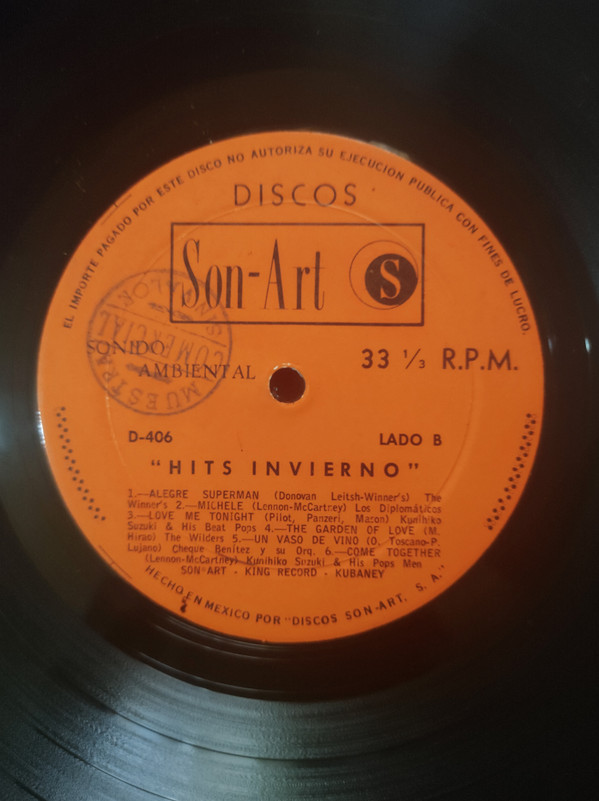 EL IMPORTE PAGADO POR ESTE DISCO NO AUTORIZA SU EJECUCION PUBLICA CON FINES DE LUCRO.
DISCOS
Son-Art S
MUESTRA COMERCIAL SIN VALOR
SONIDO
AMBIENTAL
33 1/3 R.P.M.
D-406 LADO B
"HITS INVIERNO"
1.—ALEGRE SUPERMAN (Donovan Leitsh-Winner's) The
Winner's 2.—MICHELE (Lennon-McCartney) Los Diplomáticos
3.—LOVE ME TONIGHT (Pilot, Panzeri, Mason) Kunihiko
Suzuki & His Beat Pops 4.—THE GARDEN OF LOVE (M.
Hirao) The Wilders 5.—UN VASO DE VINO (O, Toscano-P.
Lujano) Cheque Benítez y su Orq. 6.—COME TOGETHER
(Lennon-McCartney) Kunihiko Suzuki & His Pops Men
SON-ART - KING RECORD - KUBANEY
HECHO EN MEXICO POR "DISCOS SON-ART, S. A."